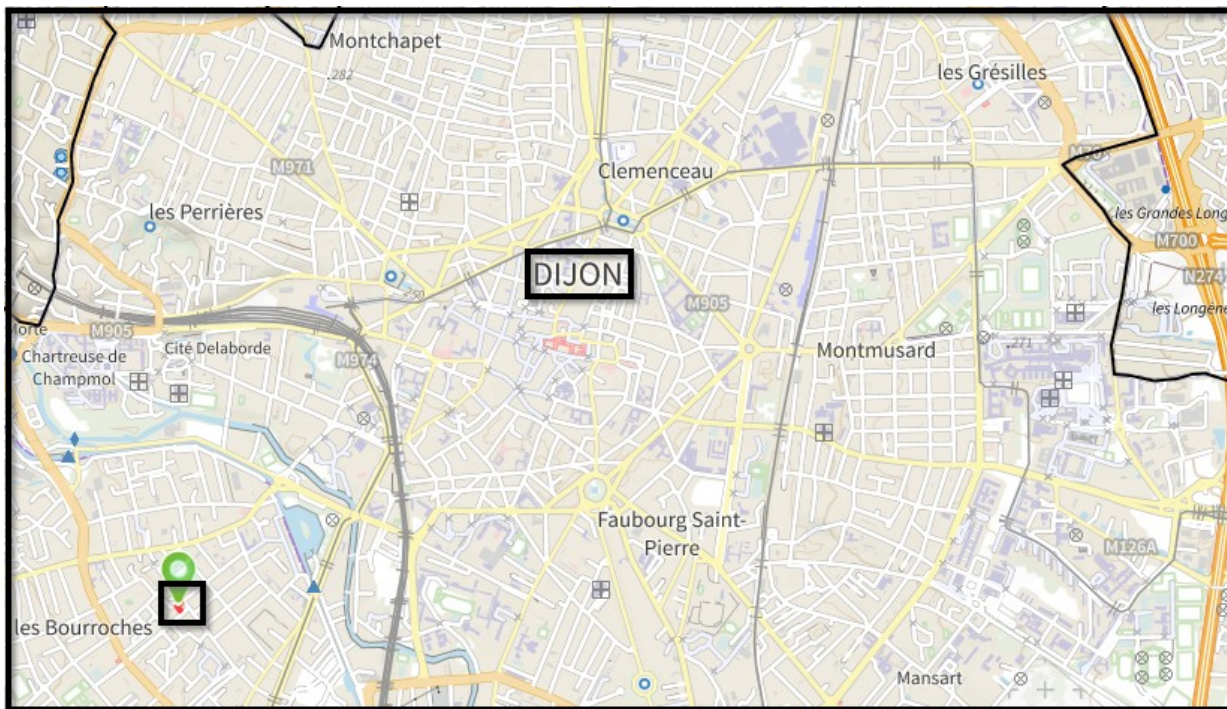 Montchapet
282
les Grésilles
M971
Clemenceau
les Perrières
les Grandes Long
M700
DIJON
N274
M905
les Longène
Morte
M905
Cité Delaborde
271
Chartreuse de
Champmol
M974
Montmusard
Faubourg Saint-
Pierre
M126A
les Bourroches
Mansart